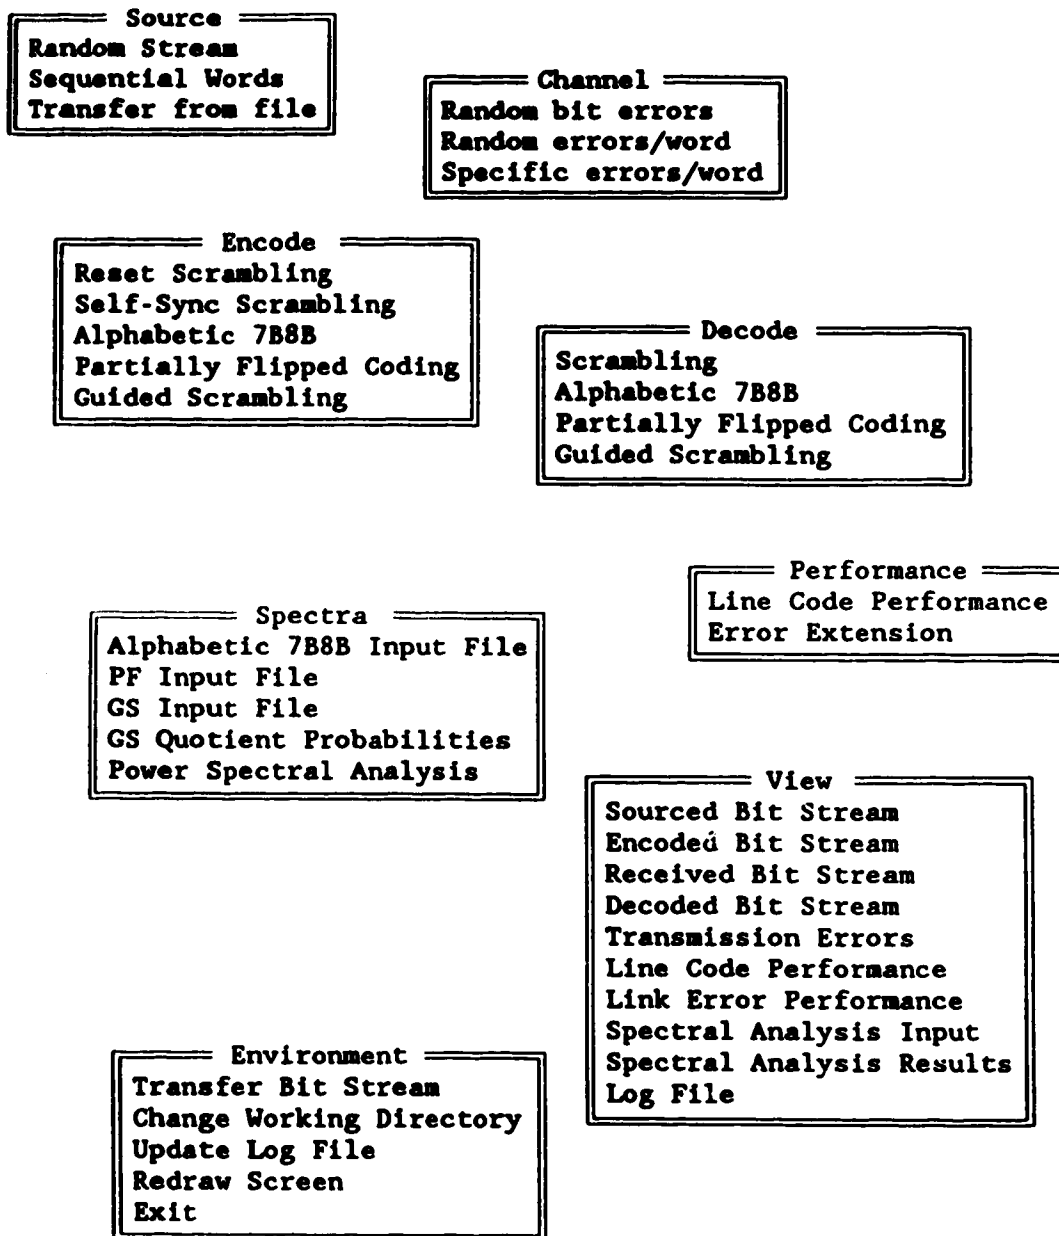 Source
Random Stream
Sequential Words
Transfer from file
Channel
Random bit errors
Random errors/word
Specific errors/word
Encode
Reset Scrambling
Self-Sync Scrambling
Alphabetic 7B8B
Partially Flipped Coding
Guided Scrambling
Decode
Scrambling
Alphabetic 7B8B
Partially Flipped Coding
Guided Scrambling
Performance
Line Code Performance
Error Extension
Spectra
Alphabetic 7B8B Input File
PF Input File
GS Input File
GS Quotient Probabilities
Power Spectral Analysis
View
Sourced Bit Stream
Encoded Bit Stream
Received Bit Stream
Decoded Bit Stream
Transmission Errors
Line Code Performance
Link Error Performance
Spectral Analysis Input
Spectral Analysis Results
Log File
Environment
Transfer Bit Stream
Change Working Directory
Update Log File
Redraw Screen
Exit